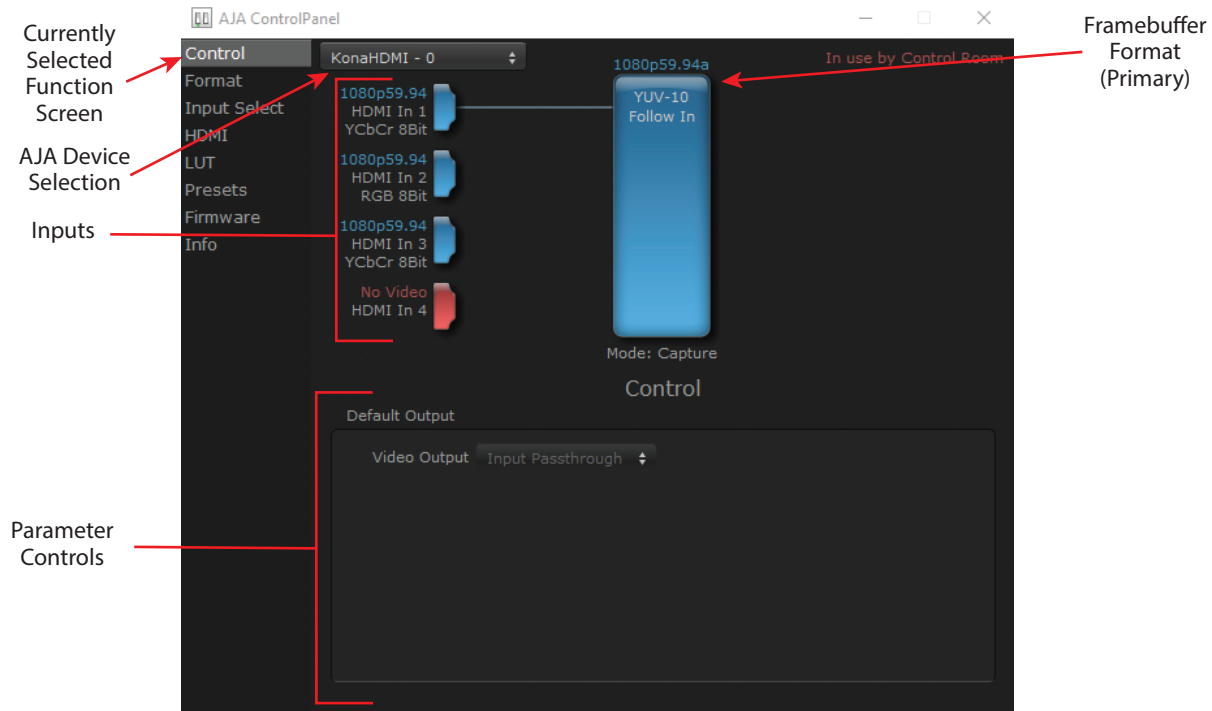 AJA ControlPanel
Currently
Selected
Function
Screen
AJA Device
Selection
Inputs
Parameter
Controls
Framebuffer
Format
(Primary)
Control
Format
Input Select
HDMI
LUT
Presets
Firmware
Info
KonaHDMI - 0
In use by Control Room
1080p59.94
HDMI In 1
YCbCr 8Bit
1080p59.94
HDMI In 2
RGB 8Bit
1080p59.94
HDMI In 3
YCbCr 8Bit
No Video
HDMI In 4
1080p59.94a
YUV-10
Follow In
Mode: Capture
Control
Default Output
Video Output Input Passthrough